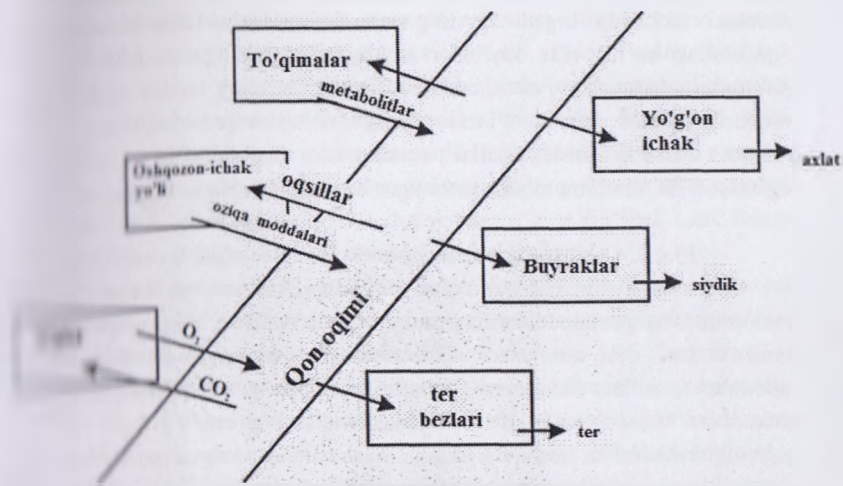 To'qimalar
metabolitlar
Yo'g'on
ichak
axlat
Oshqozon-ichak
yo'li
oqsillar
oziqa moddalari
Buyraklar
siydik
O₂
CO₂
Qon oqimi
ter
bezlari
ter